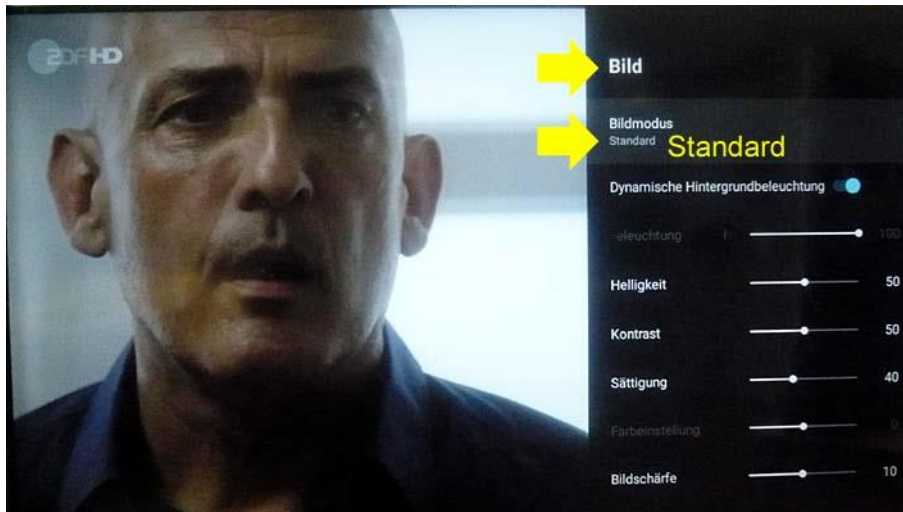 ZDF HD
Bild
Bildmodus
Standard
Standard
Dynamische Hintergrundbeleuchtung
eleuchtung 100
Helligkeit 50
Kontrast 50
Sättigung 40
Farbeinstellung 0
Bildschärfe 10